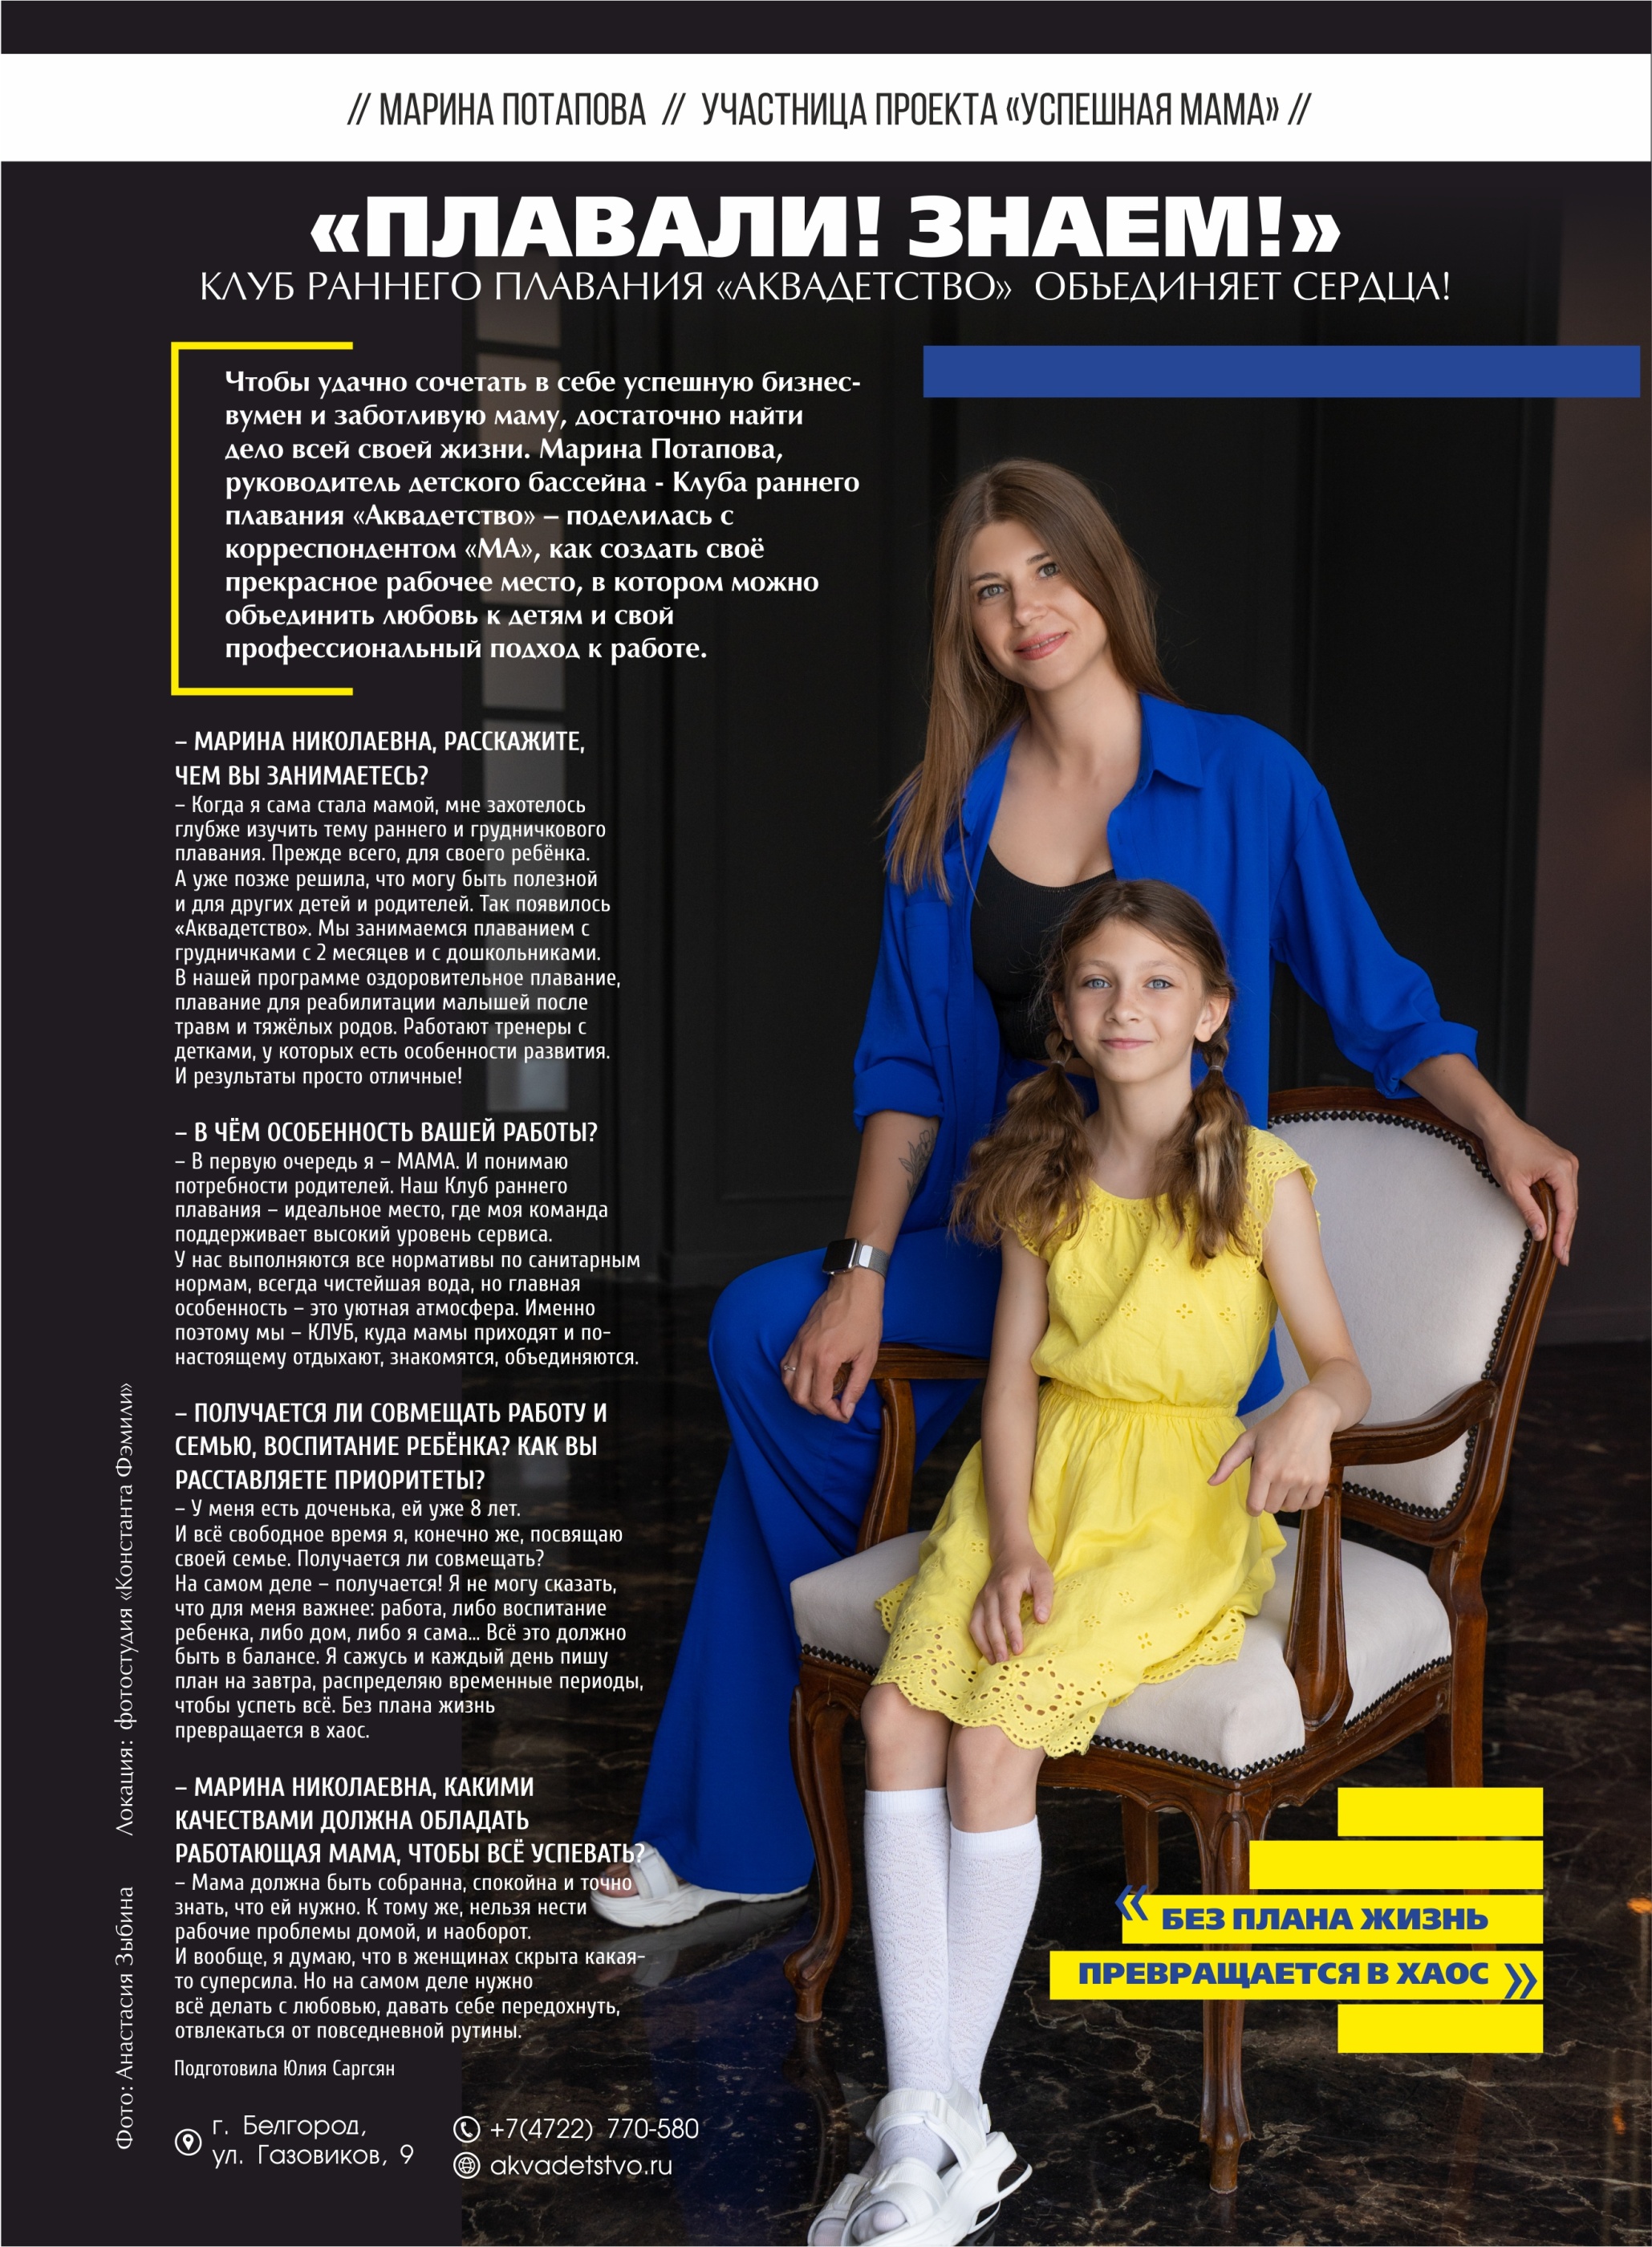 // МАРИНА ПОТАПОВА // УЧАСТНИЦА ПРОЕКТА «УСПЕШНАЯ МАМА» //
«ПЛАВАЛИ! ЗНАЕМ!»
КЛУБ РАННЕГО ПЛАВАНИЯ «АКВАДЕТСТВО» ОБЪЕДИНЯЕТ СЕРДЦА!
Чтобы удачно сочетать в себе успешную бизнес-
вумен и заботливую маму, достаточно найти
дело всей своей жизни. Марина Потапова,
руководитель детского бассейна - Клуба раннего
плавания «Аквадетство» – поделилась с
корреспондентом «МА», как создать своё
прекрасное рабочее место, в котором можно
объединить любовь к детям и свой
профессиональный подход к работе.
– МАРИНА НИКОЛАЕВНА, РАССКАЖИТЕ,
ЧЕМ ВЫ ЗАНИМАЕТЕСЬ?
– Когда я сама стала мамой, мне захотелось
глубже изучить тему раннего и грудничкового
плавания. Прежде всего, для своего ребёнка.
А уже позже решила, что могу быть полезной
и для других детей и родителей. Так появилось
«Аквадетство». Мы занимаемся плаванием с
грудничками с 2 месяцев и с дошкольниками.
В нашей программе оздоровительное плавание,
плавание для реабилитации малышей после
травм и тяжёлых родов. Работают тренеры с
детками, у которых есть особенности развития.
И результаты просто отличные!
– В ЧЁМ ОСОБЕННОСТЬ ВАШЕЙ РАБОТЫ?
– В первую очередь я – МАМА. И понимаю
потребности родителей. Наш Клуб раннего
плавания – идеальное место, где моя команда
поддерживает высокий уровень сервиса.
У нас выполняются все нормативы по санитарным
нормам, всегда чистейшая вода, но главная
особенность – это уютная атмосфера. Именно
поэтому мы – КЛУБ, куда мамы приходят и по-
настоящему отдыхают, знакомятся, объединяются.
– ПОЛУЧАЕТСЯ ЛИ СОВМЕЩАТЬ РАБОТУ И
СЕМЬЮ, ВОСПИТАНИЕ РЕБЁНКА? КАК ВЫ
РАССТАВЛЯЕТЕ ПРИОРИТЕТЫ?
– У меня есть доченька, ей уже 8 лет.
И всё свободное время я, конечно же, посвящаю
своей семье. Получается ли совмещать?
На самом деле – получается! Я не могу сказать,
что для меня важнее: работа, либо воспитание
ребенка, либо дом, либо я сама... Всё это должно
быть в балансе. Я сажусь и каждый день пишу
план на завтра, распределяю временные периоды,
чтобы успеть всё. Без плана жизнь
превращается в хаос.
– МАРИНА НИКОЛАЕВНА, КАКИМИ
КАЧЕСТВАМИ ДОЛЖНА ОБЛАДАТЬ
РАБОТАЮЩАЯ МАМА, ЧТОБЫ ВСЁ УСПЕВАТЬ?
– Мама должна быть собранна, спокойна и точно
знать, что ей нужно. К тому же, нельзя нести
рабочие проблемы домой, и наоборот.
И вообще, я думаю, что в женщинах скрыта какая-
то суперсила. Но на самом деле нужно
всё делать с любовью, давать себе передохнуть,
отвлекаться от повседневной рутины.
Подготовила Юлия Саргсян
г. Белгород,
ул. Газовиков, 9
+7(4722) 770-580
akvadetstvo.ru
Фото: Анастасия Зыбина Локация: фотостудия «Константа Фэмили»
«БЕЗ ПЛАНА ЖИЗНЬ
ПРЕВРАЩАЕТСЯ В ХАОС»